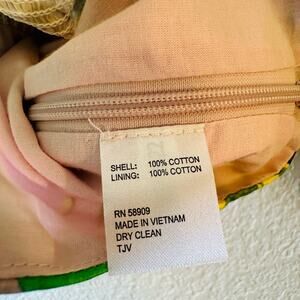 SHELL: 100% COTTON
LINING: 100% COTTON
RN 58909
MADE IN VIETNAM
DRY CLEAN
TJV